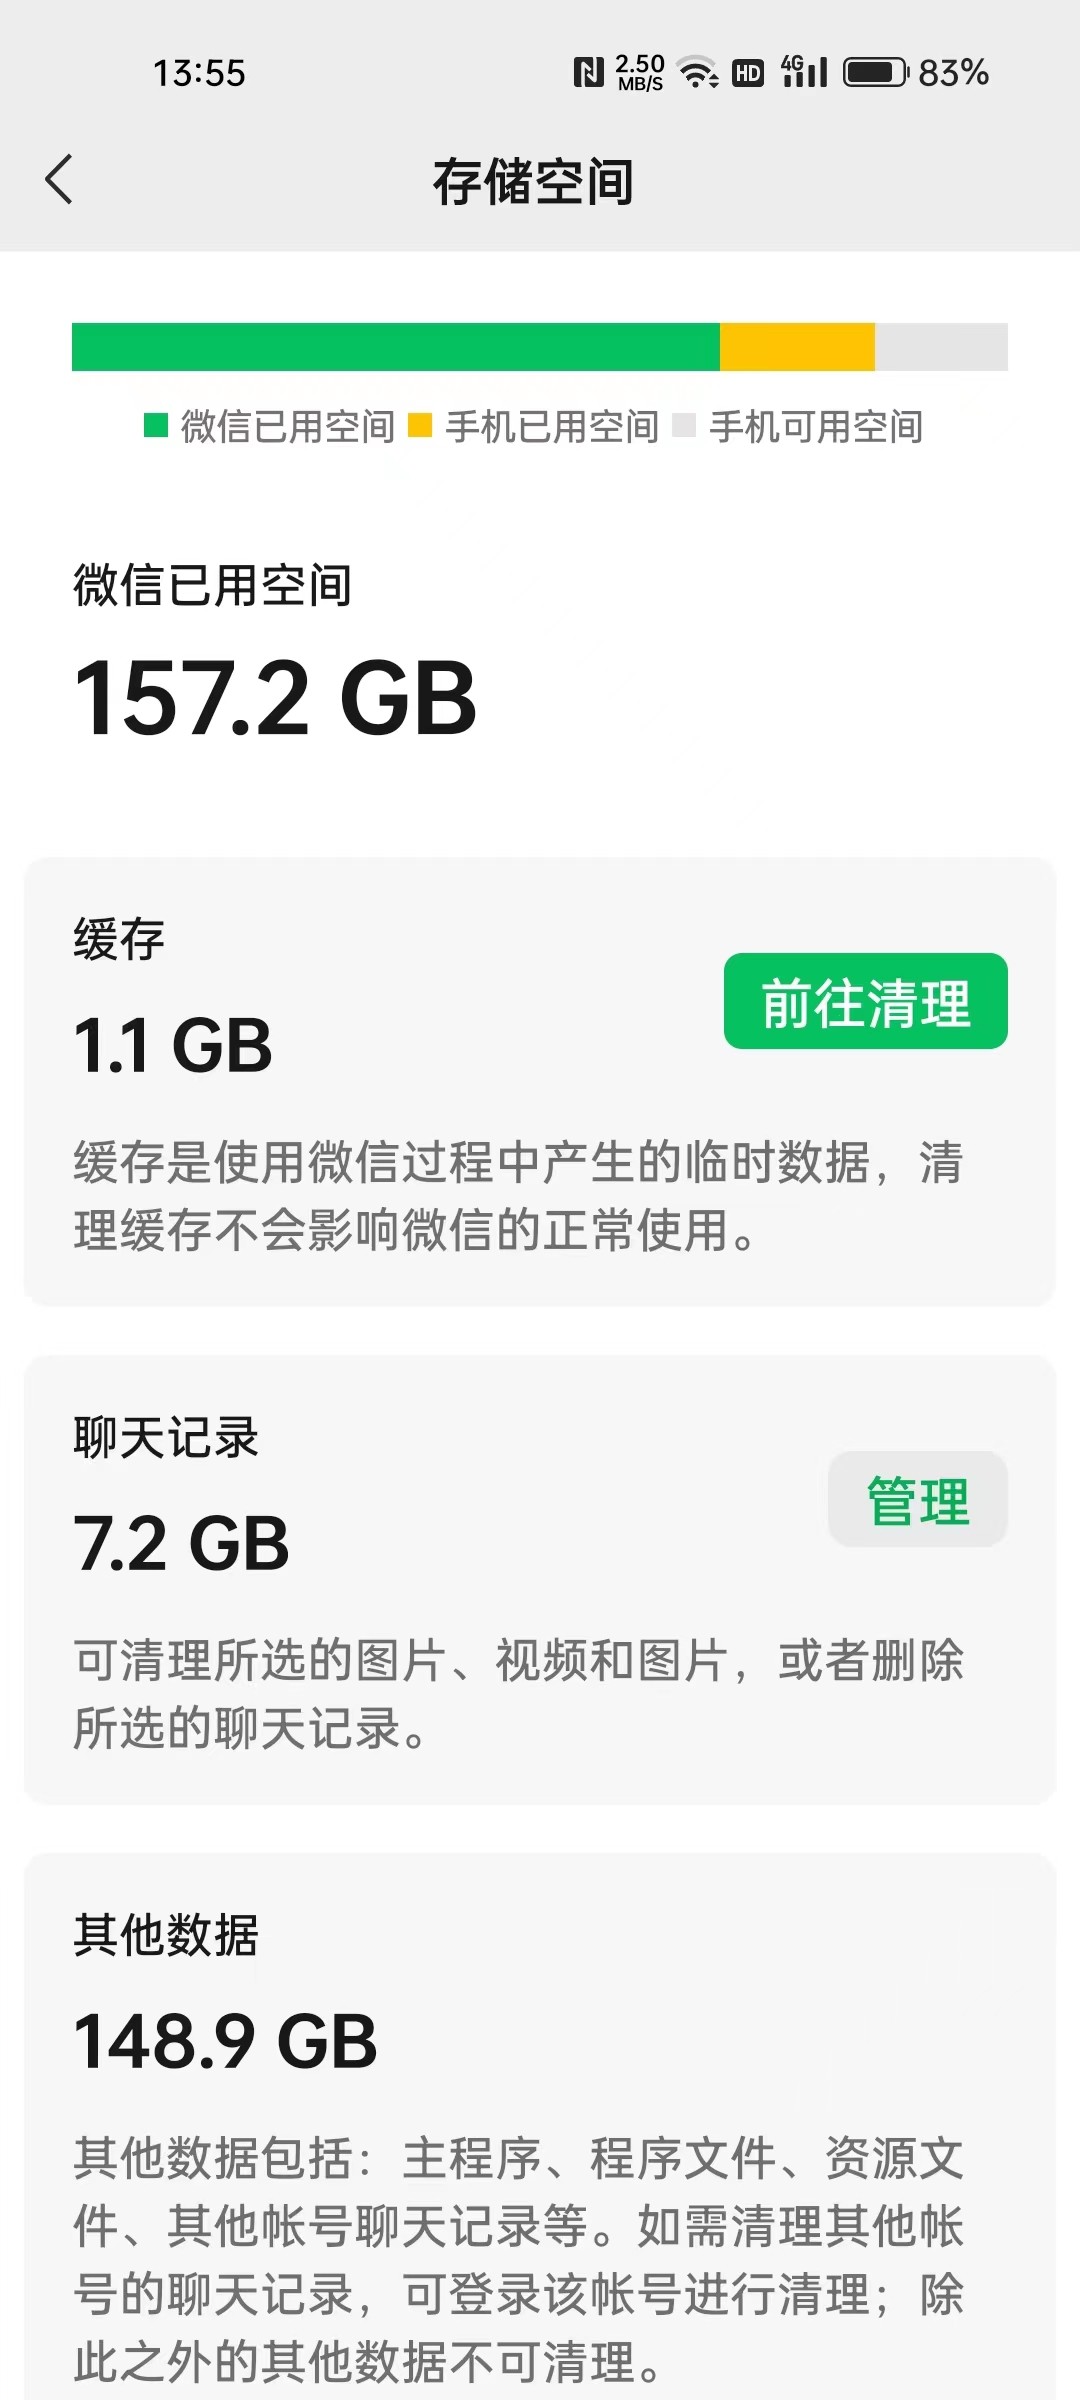 13:55
2.50
MB/S
HD
4G
83%
存储空间
微信已用空间 手机已用空间 手机可用空间
微信已用空间
157.2 GB
缓存
前往清理
1.1 GB
缓存是使用微信过程中产生的临时数据，清
理缓存不会影响微信的正常使用。
聊天记录
管理
7.2 GB
可清理所选的图片、视频和图片，或者删除
所选的聊天记录。
其他数据
148.9 GB
其他数据包括：主程序、程序文件、资源文
件、其他帐号聊天记录等。如需清理其他帐
号的聊天记录，可登录该帐号进行清理；除
此之外的其他数据不可清理。